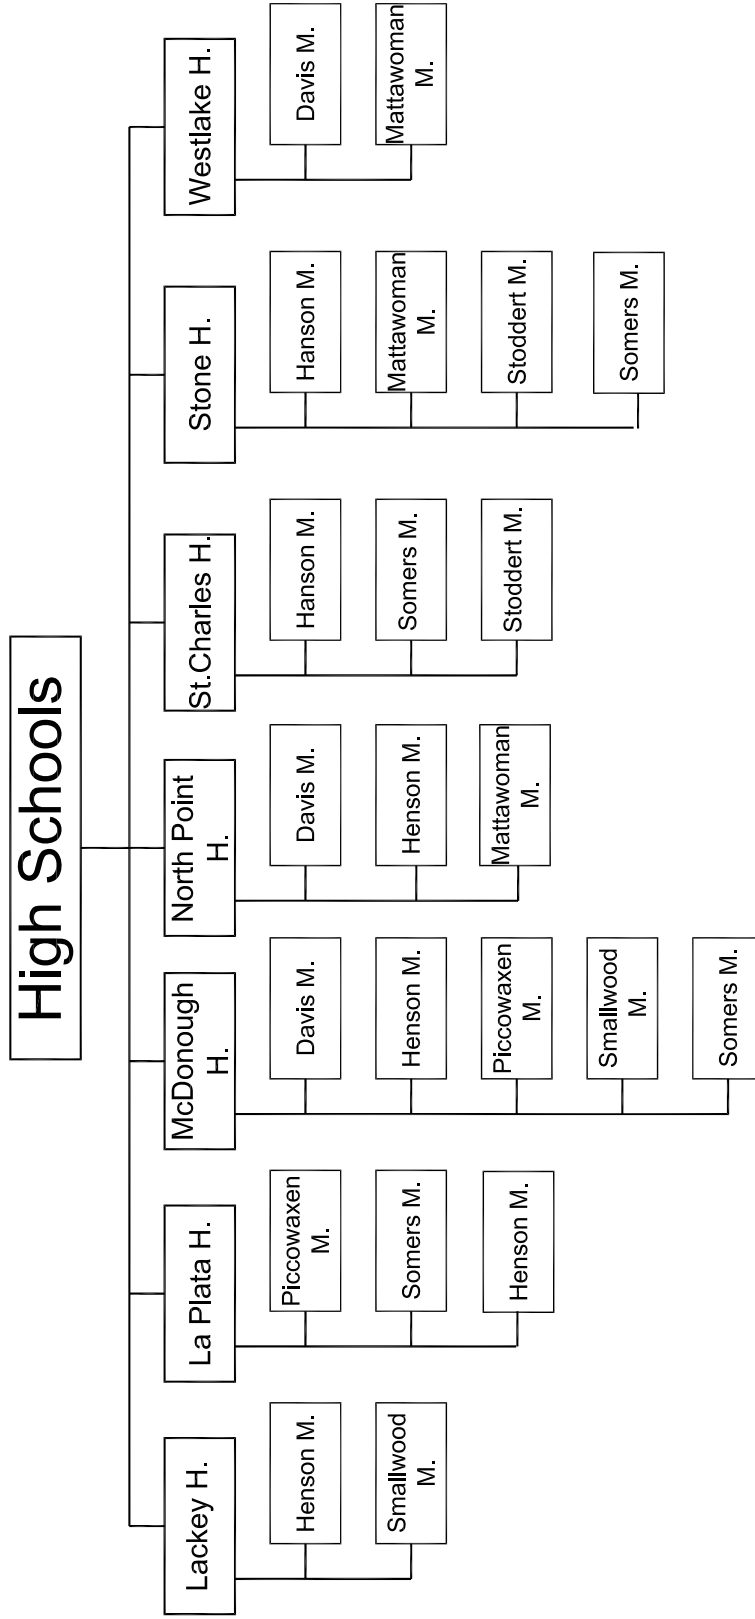 High Schools
Lackey H.
Henson M.
Smallwood
M.
La Plata H.
Piccowaxen
M.
Somers M.
Henson M.
McDonough
H.
Davis M.
Henson M.
Piccowaxen
M.
Smallwood
M.
Somers M.
North Point
H.
Davis M.
Henson M.
Mattawoman
M.
St.Charles H.
Hanson M.
Somers M.
Stoddert M.
Stone H.
Hanson M.
Mattawoman
M.
Stoddert M.
Somers M.
Westlake H.
Davis M.
Mattawoman
M.